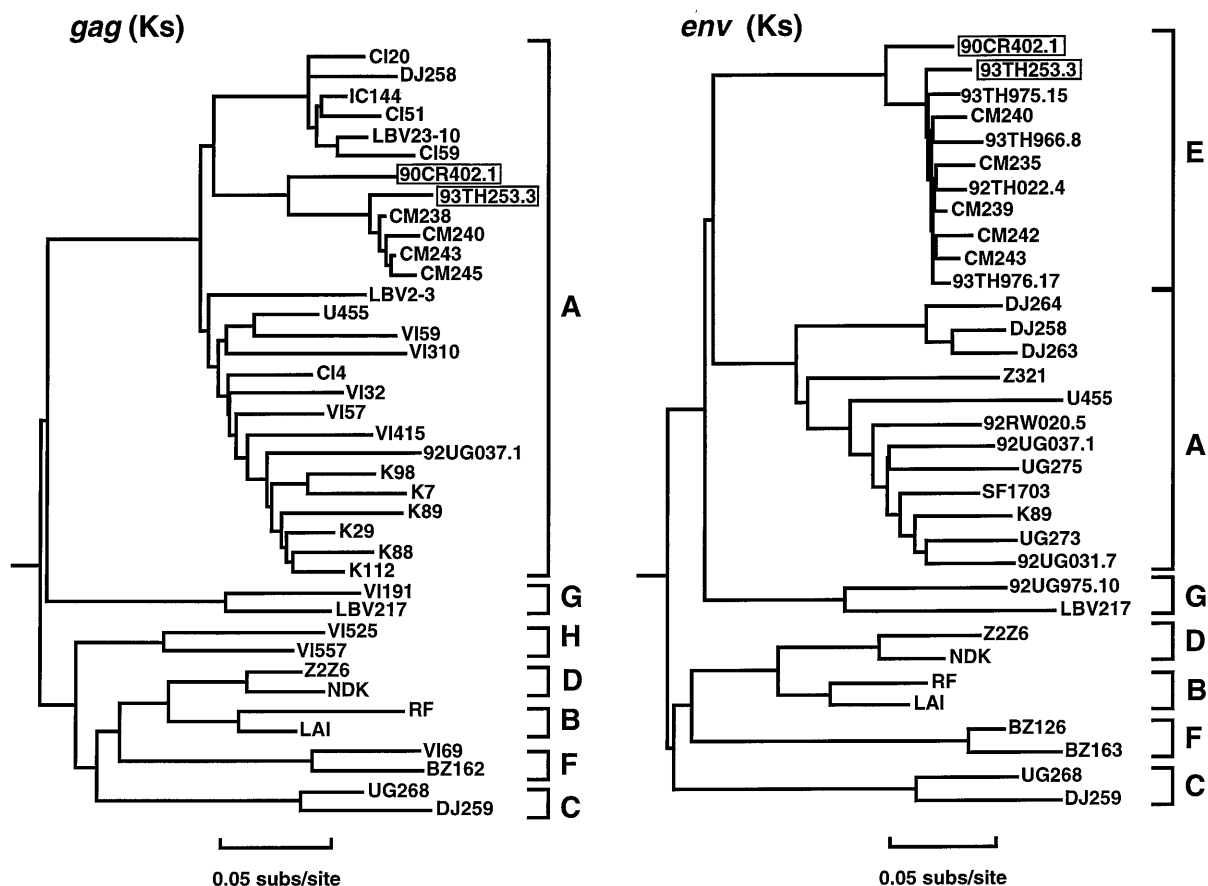 gag (Ks)
CI20
DJ258
IC144
CI51
LBV23-10
CI59
90CR402.1
93TH253.3
CM238
CM240
CM243
CM245
LBV2-3
U455
VI59
VI310
CI4
VI32
VI57
VI415
92UG037.1
K98
K7
K89
K29
K88
K112
VI191
LBV217
VI525
VI557
Z2Z6
NDK
RF
LAI
VI69
BZ162
UG268
DJ259
A
G
H
D
B
F
C
0.05 subs/site
env (Ks)
90CR402.1
93TH253.3
93TH975.15
CM240
93TH966.8
CM235
92TH022.4
CM239
CM242
CM243
93TH976.17
DJ264
DJ258
DJ263
Z321
U455
92RW020.5
92UG037.1
UG275
SF1703
K89
UG273
92UG031.7
92UG975.10
LBV217
Z2Z6
NDK
RF
LAI
BZ126
BZ163
UG268
DJ259
E
A
G
D
B
F
C
0.05 subs/site